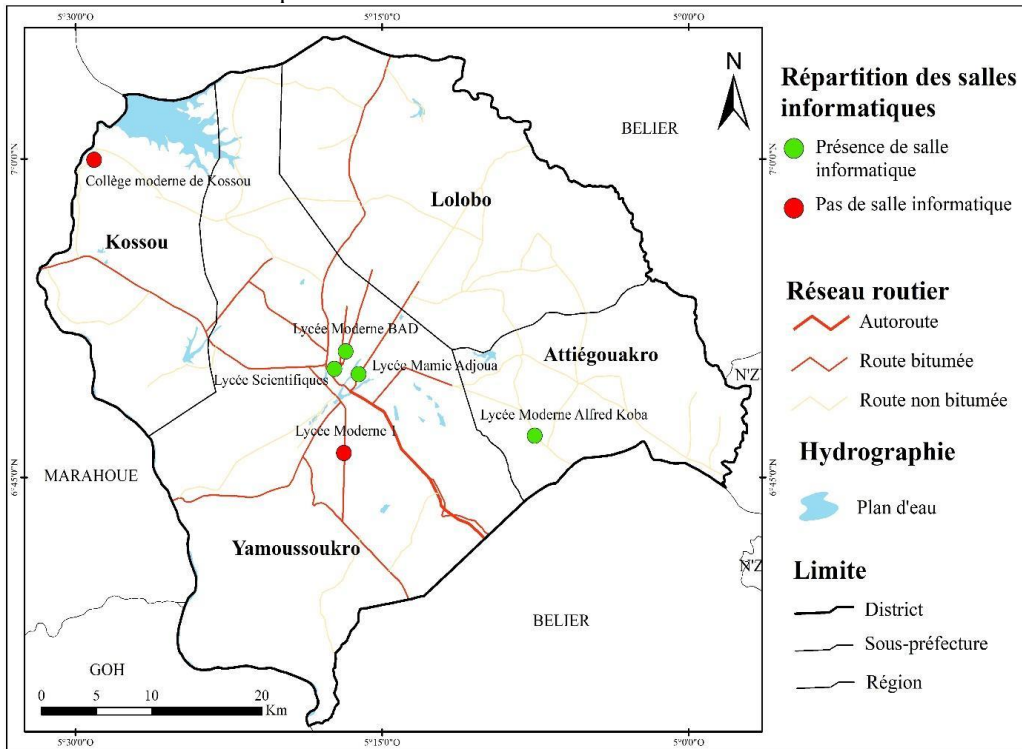 5°30'0"O 5°15'0"O 5°0'0"O
N
BELIER
7°0'0"N 7°0'0"N
Collège moderne de Kossou
Lolobo
Kossou
Lycée Moderne BAD
Attiégouakro
Lycée Mamie Adjoua
N'Z
Lycée Scientifiques
Lycée Moderne Alfred Koba
Lycée Moderne 1
MARAHOUE
6°45'0"N 6°45'0"N
Yamoussoukro
N'Z
BELIER
GOH
0 5 10 20
Km
5°30'0"O 5°15'0"O 5°0'0"O
Répartition des salles
informatiques
Présence de salle
informatique
Pas de salle informatique
Réseau routier
Autoroute
Route bitumée
Route non bitumée
Hydrographie
Plan d'eau
Limite
District
Sous-préfecture
Région